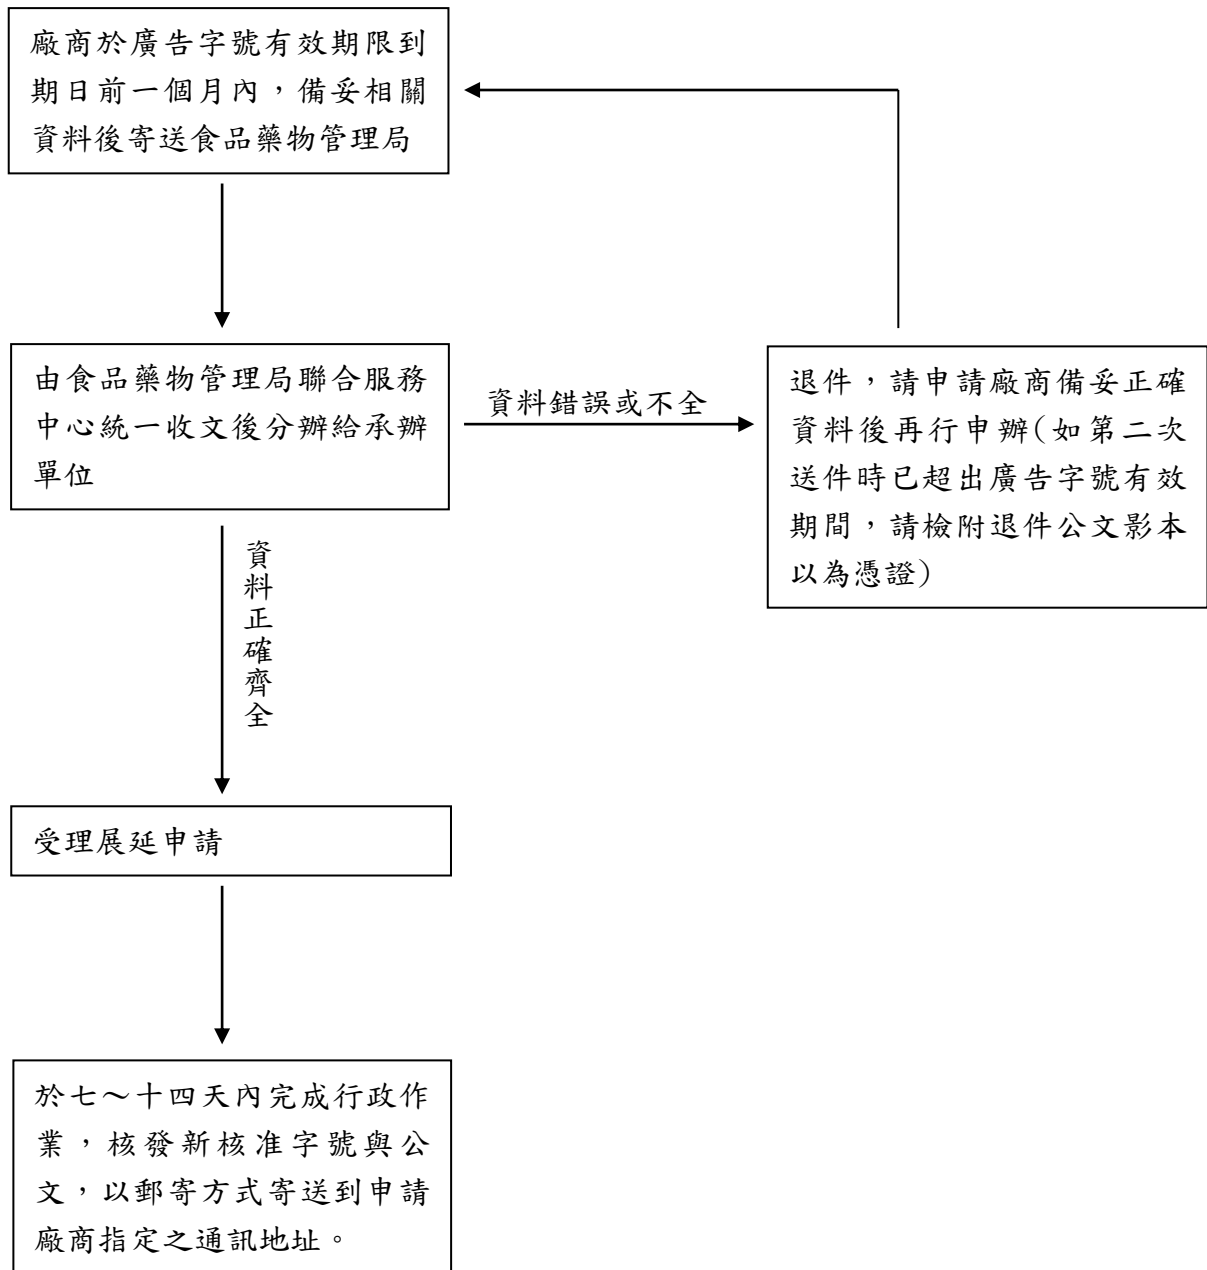 廠商於廣告字號有效期限到
期日前一個月內，備妥相關
資料後寄送食品藥物管理局
由食品藥物管理局聯合服務
中心統一收文後分辦給承辦
單位
資料錯誤或不全
退件，請申請廠商備妥正確
資料後再行申辦(如第二次
送件時已超出廣告字號有效
期間，請檢附退件公文影本
以為憑證)
資料正確齊全
受理展延申請
於七～十四天內完成行政作
業，核發新核准字號與公
文，以郵寄方式寄送到申請
廠商指定之通訊地址。